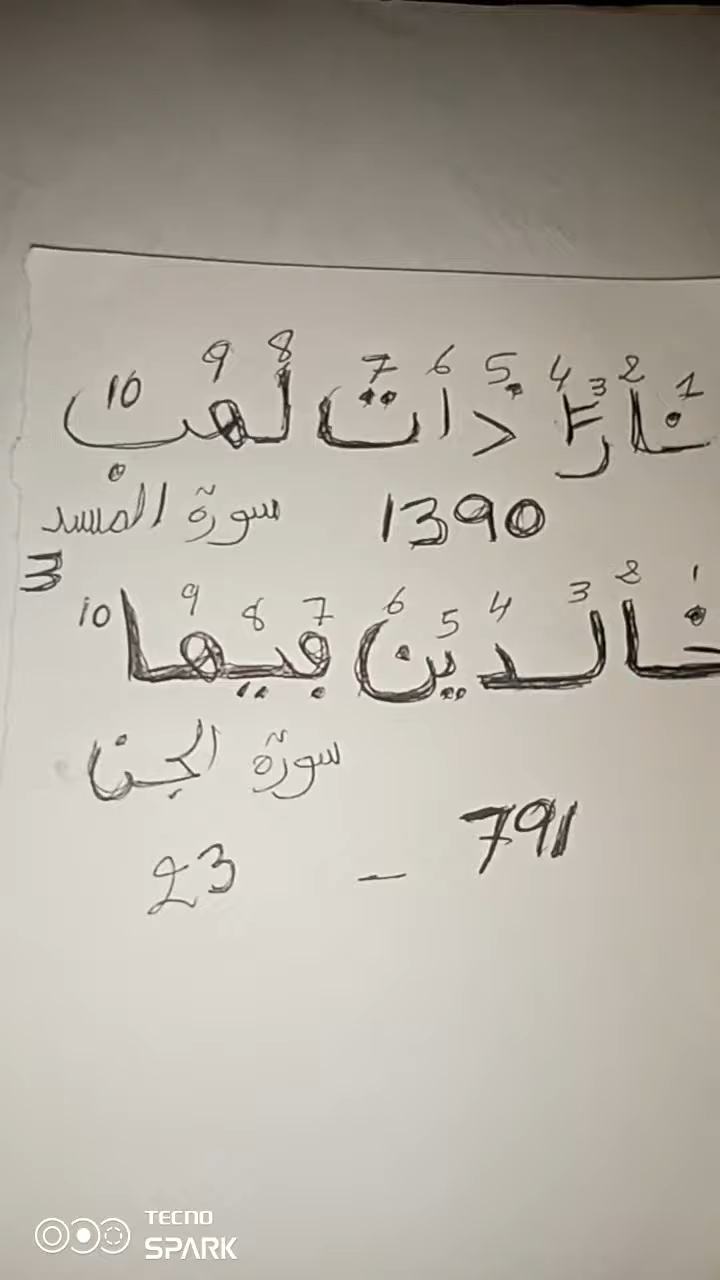 1 2 3 4 5 6 7 8 9 10
نارا ذات لهب
1390 سورة المسد
3
1 2 3 4 5 6 7 8 9 10
خالدين فيها
سورة الجن
791 - 23
TECNO
SPARK